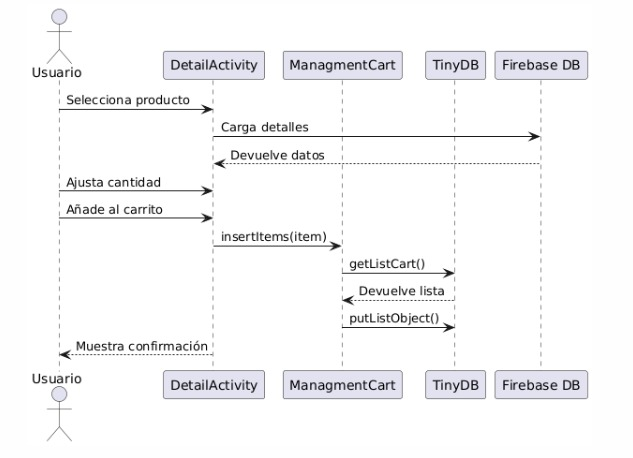 Usuario
DetailActivity
ManagmentCart
TinyDB
Firebase DB
Selecciona producto
Carga detalles
Devuelve datos
Ajusta cantidad
Añade al carrito
insertItems(item)
getListCart()
Devuelve lista
putListObject()
Muestra confirmación
Usuario
DetailActivity
ManagmentCart
TinyDB
Firebase DB